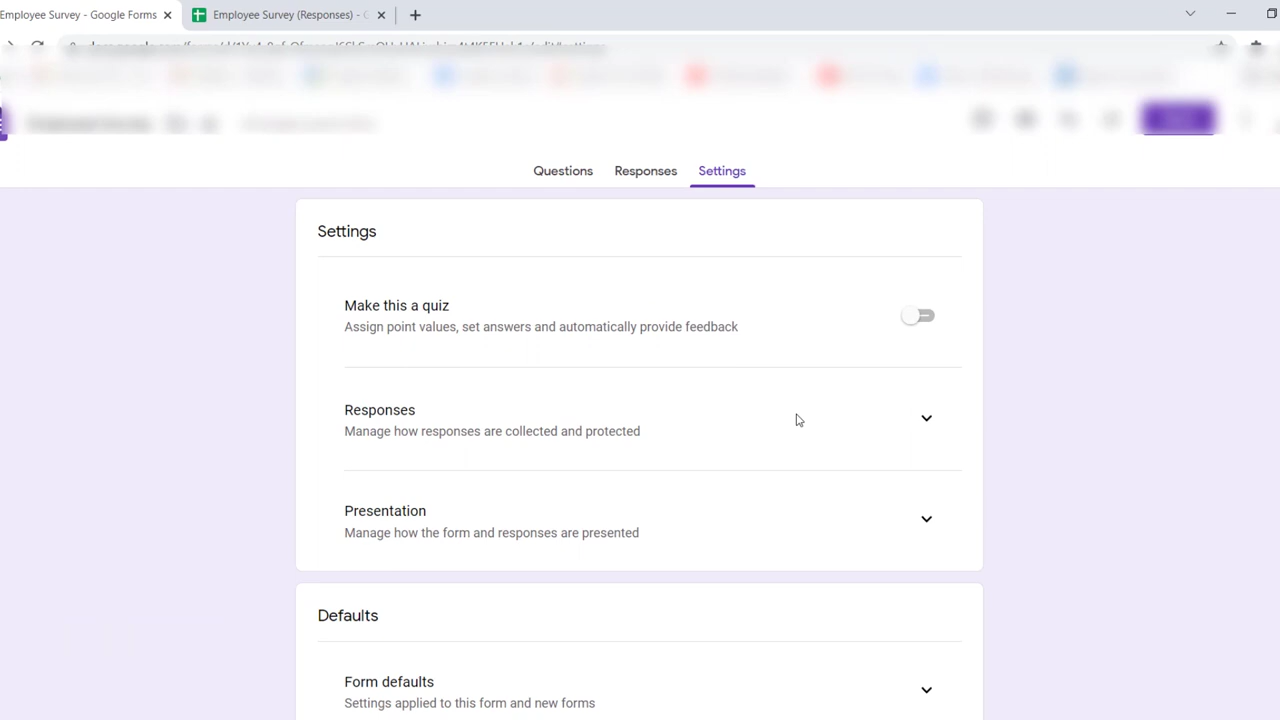 Employee Survey - Google Forms
Employee Survey (Responses) - G
Questions
Responses
Settings
Settings
Make this a quiz
Assign point values, set answers and automatically provide feedback
Responses
Manage how responses are collected and protected
Presentation
Manage how the form and responses are presented
Defaults
Form defaults
Settings applied to this form and new forms